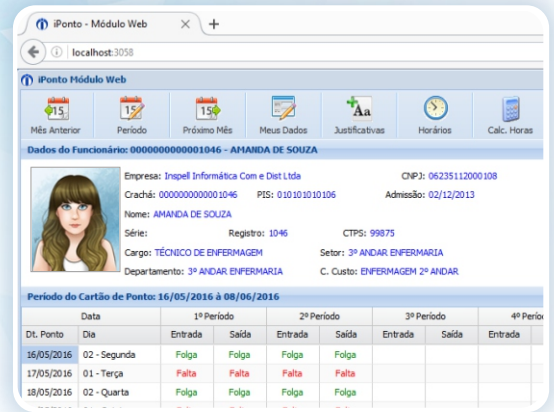 iPonto - Módulo Web
localhost:3058
iPonto Módulo Web
Mês Anterior Período Próximo Mês Meus Dados Justificativas Horários Calc. Horas
Dados do Funcionário: 0000000000001046 - AMANDA DE SOUZA
Empresa: Inspell Informática Com e Dist Ltda CNPJ: 06235112000108
Crachá: 0000000000001046 PIS: 010101010106 Admissão: 02/12/2013
Nome: AMANDA DE SOUZA
Série: Registro: 1046 CTPS: 99875
Cargo: TÉCNICO DE ENFERMAGEM Setor: 3º ANDAR ENFERMARIA
Departamento: 3º ANDAR ENFERMARIA C. Custo: ENFERMAGEM 2º ANDAR
Período do Cartão de Ponto: 16/05/2016 à 08/06/2016
Data 1º Período 2º Período 3º Período 4º
Dt. Ponto Dia Entrada Saída Entrada Saída Entrada Saída Entrada
16/05/2016 02 - Segunda Folga Folga Folga Folga
17/05/2016 01 - Terça Falta Falta Falta Falta
18/05/2016 02 - Quarta Folga Folga Folga Folga